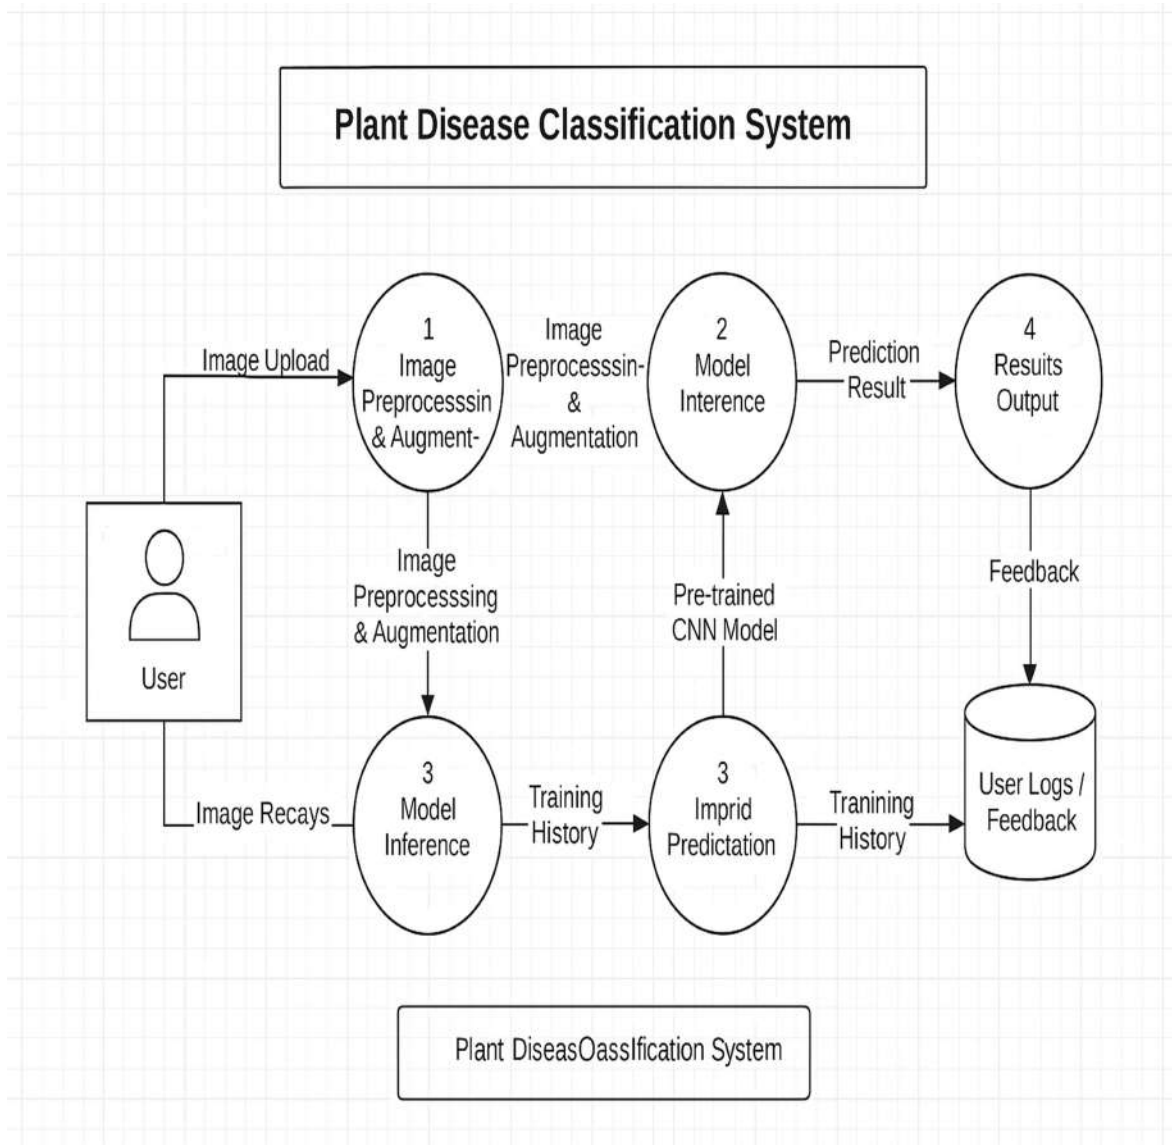 Plant Disease Classification System
1
Image
Preprocesssin
& Augment-
Image
Preprocesssin-
&
Augmentation
2
Model
Interence
4
Resuits
Output
Image Upload
Prediction
Result
Image
Preprocesssing
& Augmentation
Pre-trained
CNN Model
Feedback
User
3
Model
Inference
3
Imprid
Predictation
User Logs /
Feedback
Image Recays
Training
History
Tranining
History
Plant DiseasOassIfication System